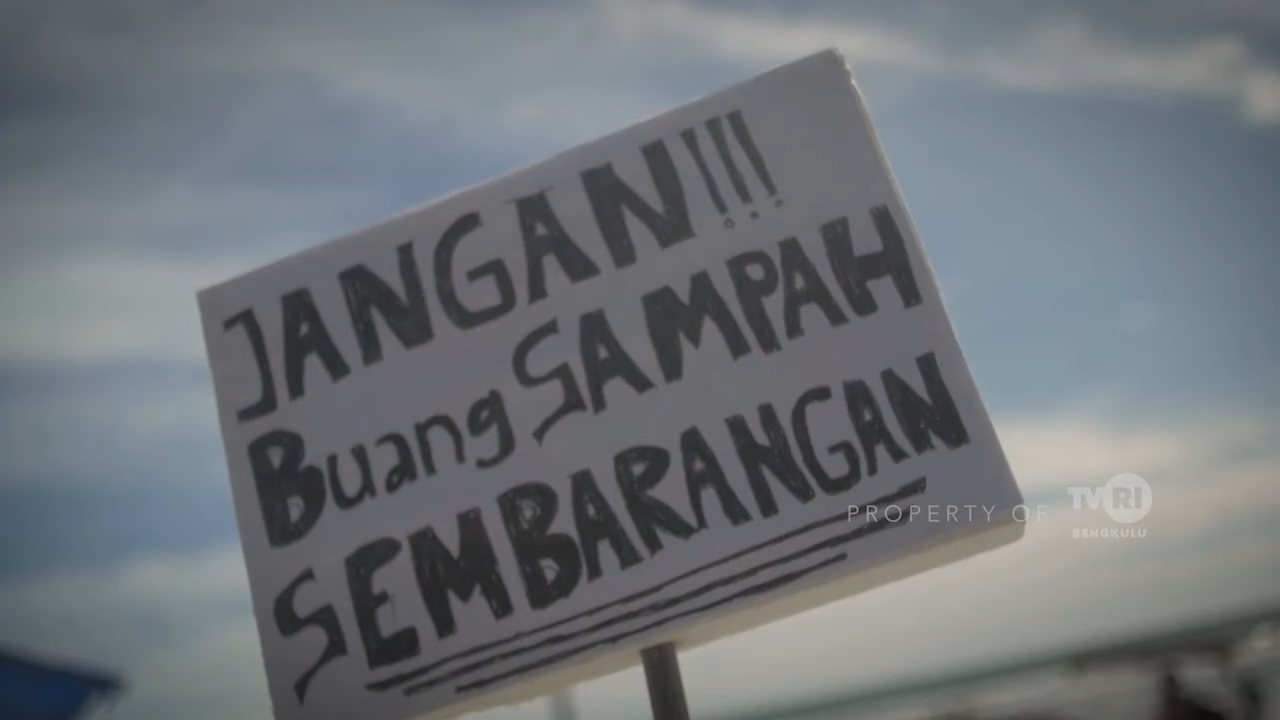 JANGAN!!!
Buang SAMPAH
SEMBARANGAN
PROPERTY OF TVRI
BENGKULU